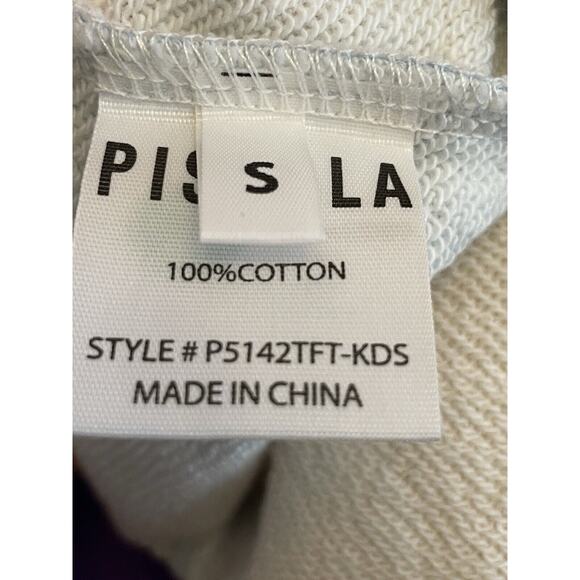 PIS LA
S
100%COTTON
STYLE # P5142TFT-KDS
MADE IN CHINA